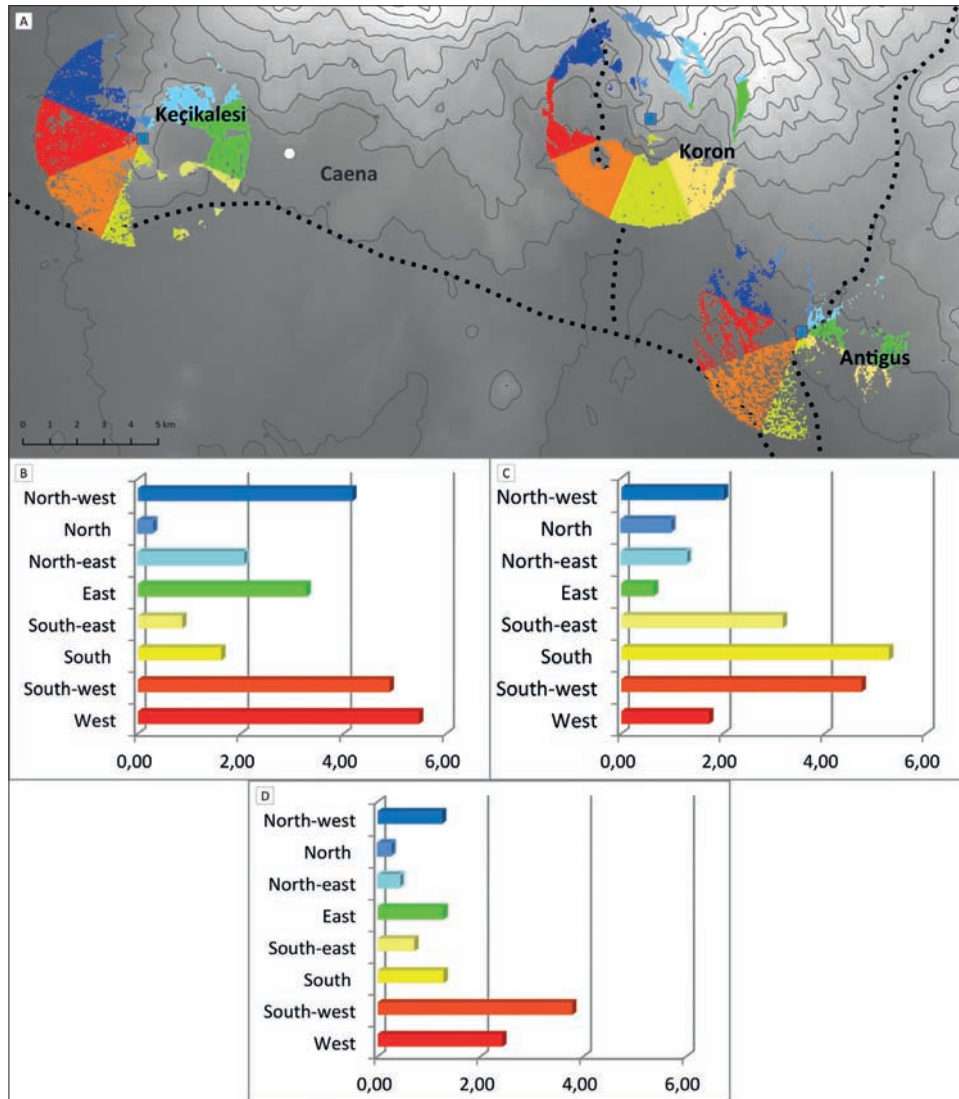 A
Keçikalesi
Caena
Koron
Antigus
0 1 2 3 4 5 km
B
North-west
North
North-east
East
South-east
South
South-west
West
0,00 2,00 4,00 6,00
C
North-west
North
North-east
East
South-east
South
South-west
West
0,00 2,00 4,00 6,00
D
North-west
North
North-east
East
South-east
South
South-west
West
0,00 2,00 4,00 6,00